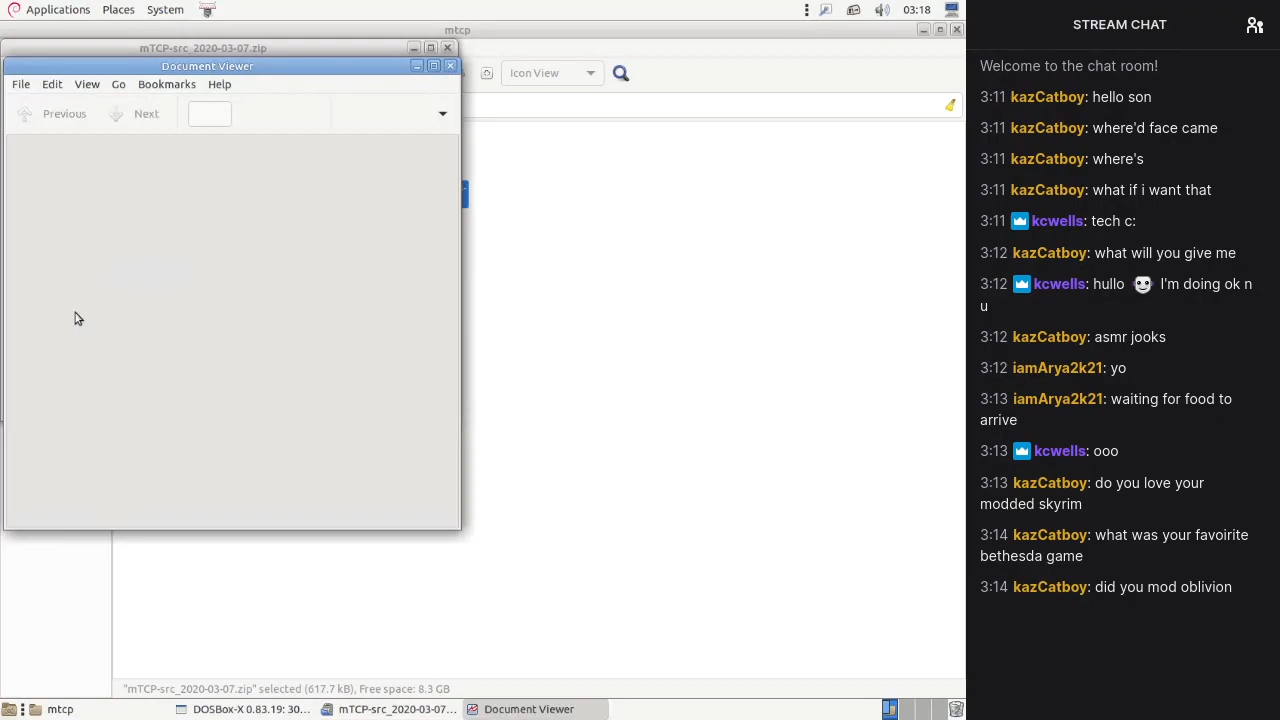 Applications Places System 03:18
mtcp
mTCP-src_2020-03-07.zip
Document Viewer
File Edit View Go Bookmarks Help
Previous Next
Icon View
"mTCP-src_2020-03-07.zip" selected (617.7 kB), Free space: 8.3 GB
mtcp DOSBox-X 0.83.19: 30... mTCP-src_2020-03-07... Document Viewer
STREAM CHAT
Welcome to the chat room!
3:11 kazCatboy: hello son
3:11 kazCatboy: where'd face came
3:11 kazCatboy: where's
3:11 kazCatboy: what if i want that
3:11 kcwells: tech c:
3:12 kazCatboy: what will you give me
3:12 kcwells: hullo I'm doing ok n
u
3:12 kazCatboy: asmr jooks
3:12 iamArya2k21: yo
3:13 iamArya2k21: waiting for food to
arrive
3:13 kcwells: ooo
3:13 kazCatboy: do you love your
modded skyrim
3:14 kazCatboy: what was your favoirite
bethesda game
3:14 kazCatboy: did you mod oblivion